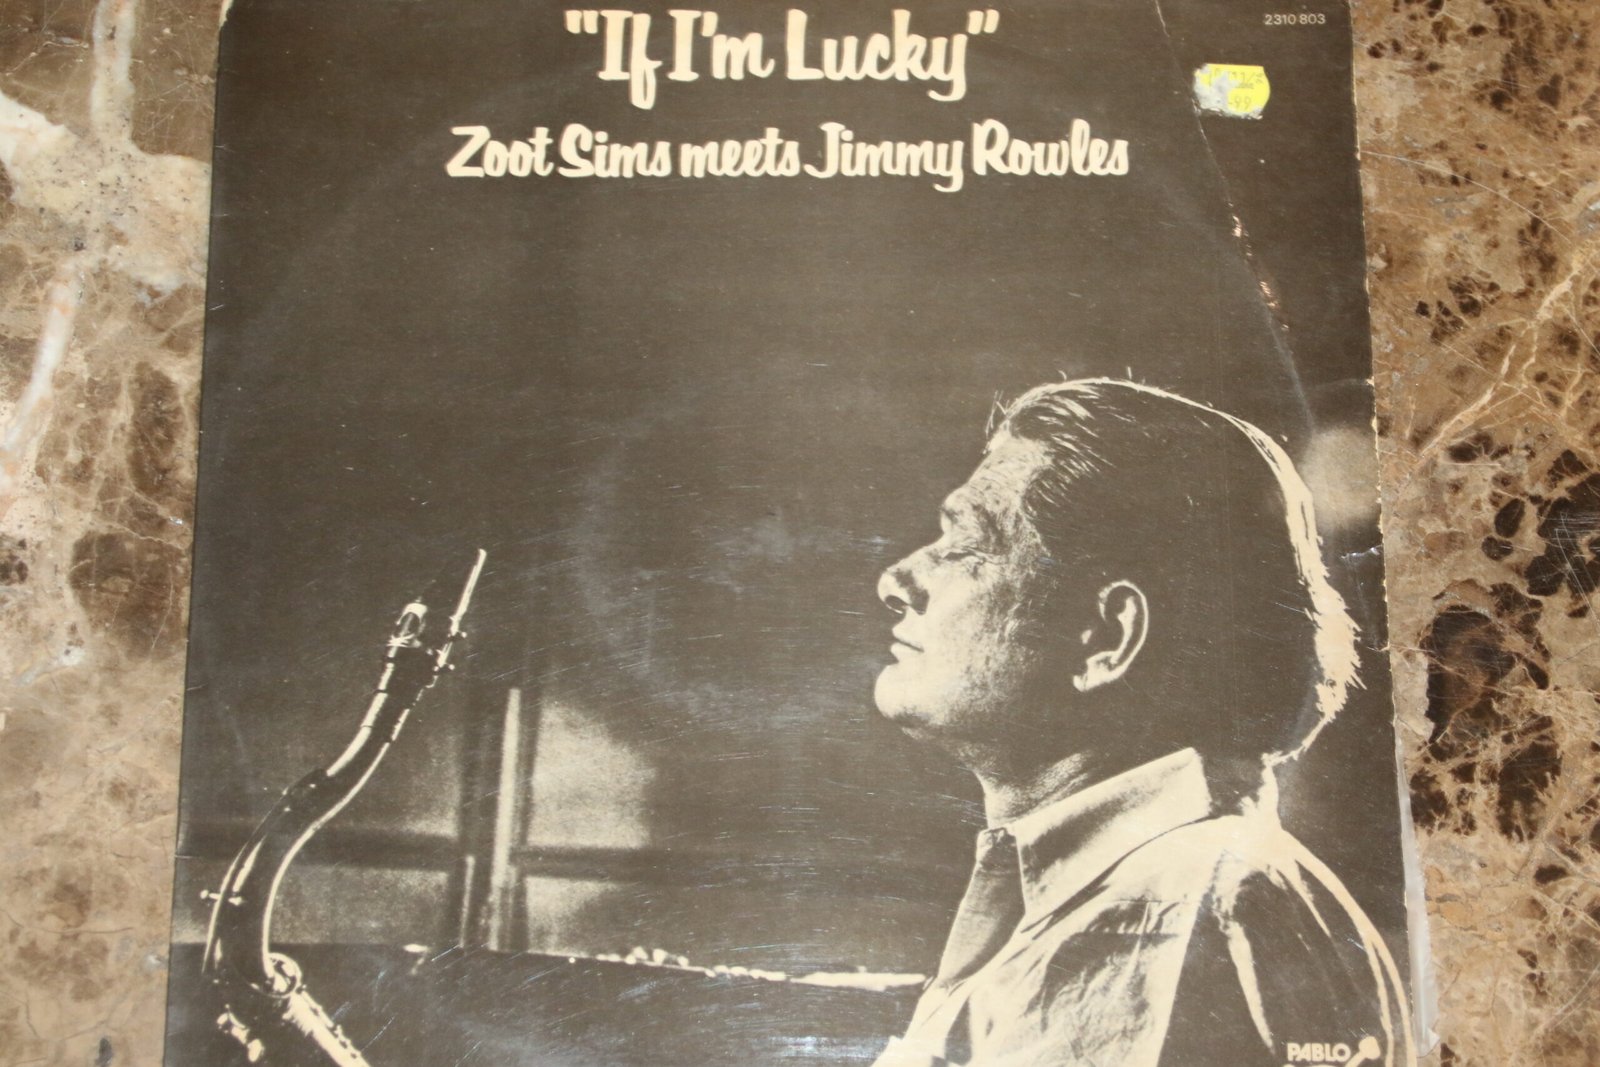 2310 803
"If I'm Lucky"
Zoot Sims meets Jimmy Rowles
PABLO